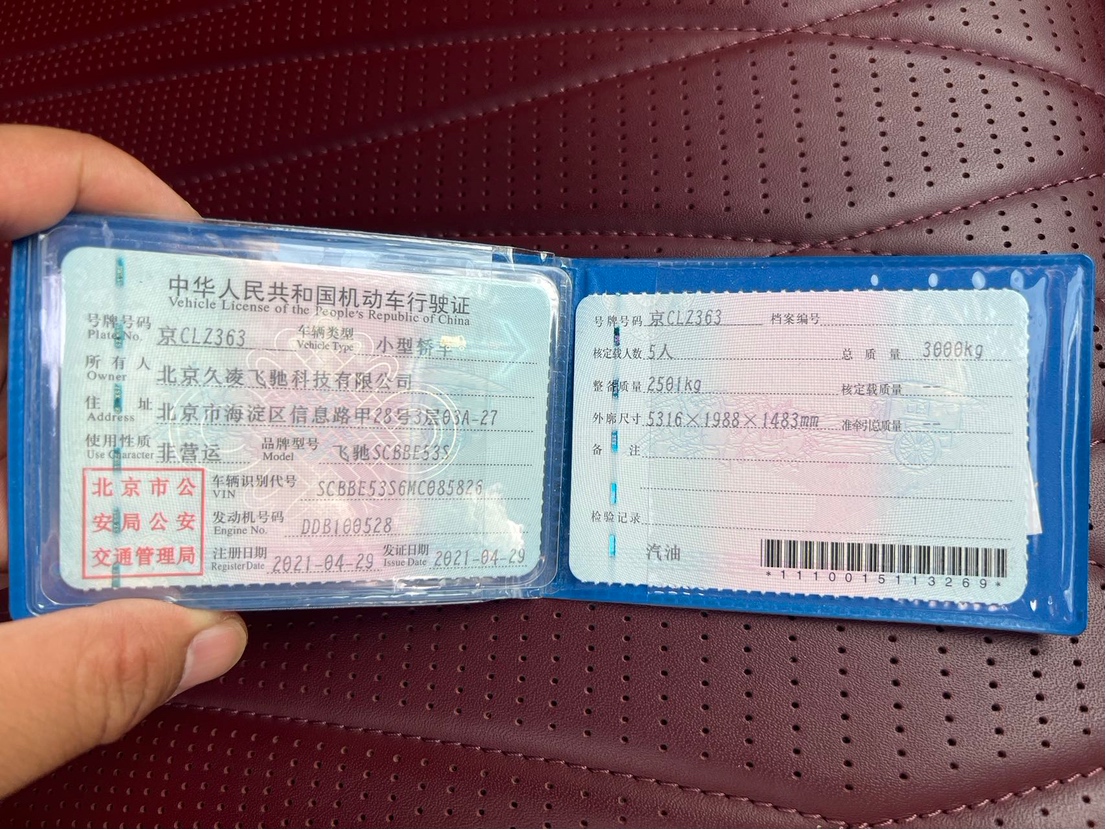 中华人民共和国机动车行驶证
Vehicle License of the People's Republic of China
号牌号码 京CLZ363 车辆类型 小型轿车
Plate No. Vehicle Type
所有人 北京久凌飞驰科技有限公司
Owner
住址 北京市海淀区信息路甲28号3层03A-27
Address
使用性质 非营运 品牌型号 飞驰SCBBE53S
Use Character Model
北京市公
安局公安
交通管理局
车辆识别代号 SCBBE53S6MC085826
VIN
发动机号码 DDB100528
Engine No.
注册日期 2021-04-29 发证日期 2021-04-29
Register Date Issue Date
号牌号码 京CLZ363 档案编号
核定载人数 5人 总质量 3000kg
整备质量 2501kg 核定载质量 --
外廓尺寸 5316×1988×1483mm 准牵引总质量 --
备注
检验记录
汽油
*1110015113269*